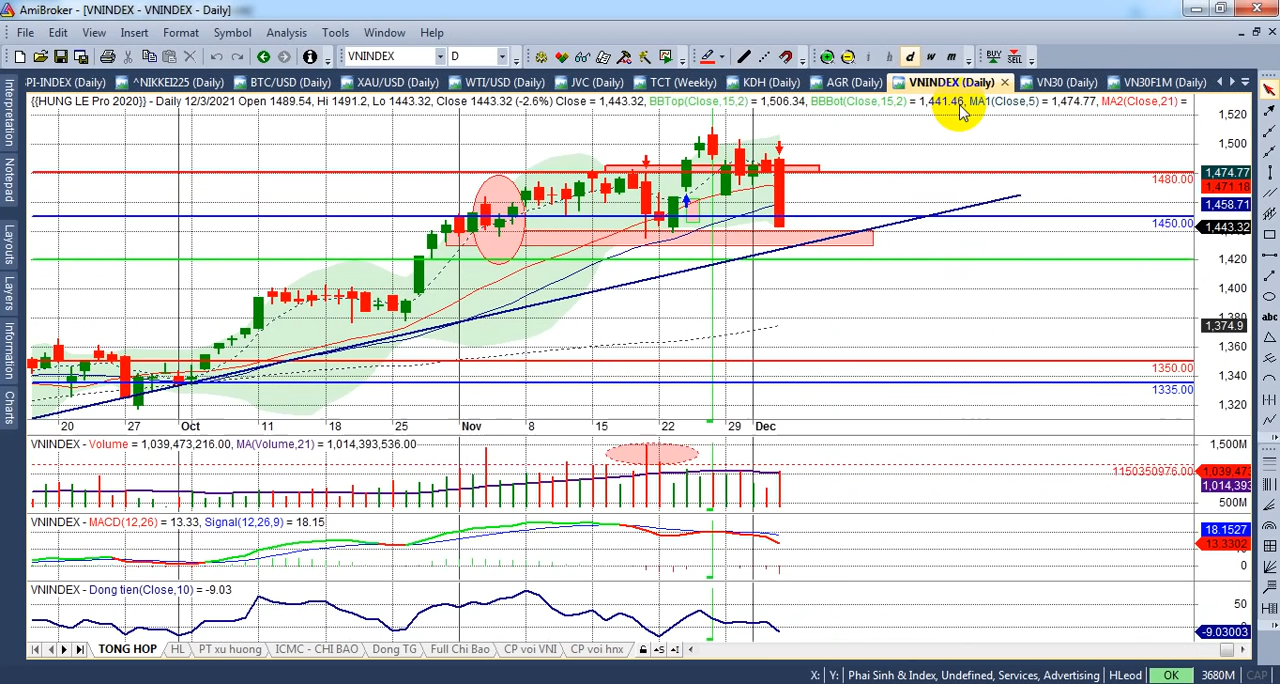 AmiBroker - [VNINDEX - VNINDEX - Daily]
File Edit View Insert Format Symbol Analysis Tools Window Help
VNINDEX D i h d w m BUY SELL
PI-INDEX (Daily) ^NIKKEI225 (Daily) BTC/USD (Daily) XAU/USD (Daily) WTI/USD (Daily) JVC (Daily) TCT (Weekly) KDH (Daily) AGR (Daily) VNINDEX (Daily) VN30 (Daily) VN30F1M (Daily)
{{HUNG LE Pro 2020}} - Daily 12/3/2021 Open 1489.54, Hi 1491.2, Lo 1443.32, Close 1443.32 (-2.6%) Close = 1,443.32, BBTop(Close,15,2) = 1,506.34, BBBot(Close,15,2) = 1,441.46, MA1(Close,5) = 1,474.77, MA2(Close,21) =
Interpretation
Notepad
Layouts
Layers
Information
Charts
abc
1,520
1,500
1,474.77
1480.00
1,471.18
1,458.71
1450.00
1,443.32
1,420
1,400
1,380
1,374.9
1,360
1350.00
1,340
1335.00
1,320
20 27 Oct 11 18 25 Nov 8 15 22 29 Dec
VNINDEX - Volume = 1,039,473,216.00, MA(Volume,21) = 1,014,393,536.00
1,500M
1150350976.00
1,039,473
1,014,393
500M
VNINDEX - MACD(12,26) = 13.33, Signal(12,26,9) = 18.15
18.1527
13.3302
0
VNINDEX - Dong tien(Close,10) = -9.03
50
-9.03003
TONG HOP HL PT xu huong ICMC - CHI BAO Dong TG Full Chi Bao CP voi VNI CP voi hnx
X: Y: Phai Sinh & Index, Undefined, Services, Advertising HLeod OK 3680M CAP